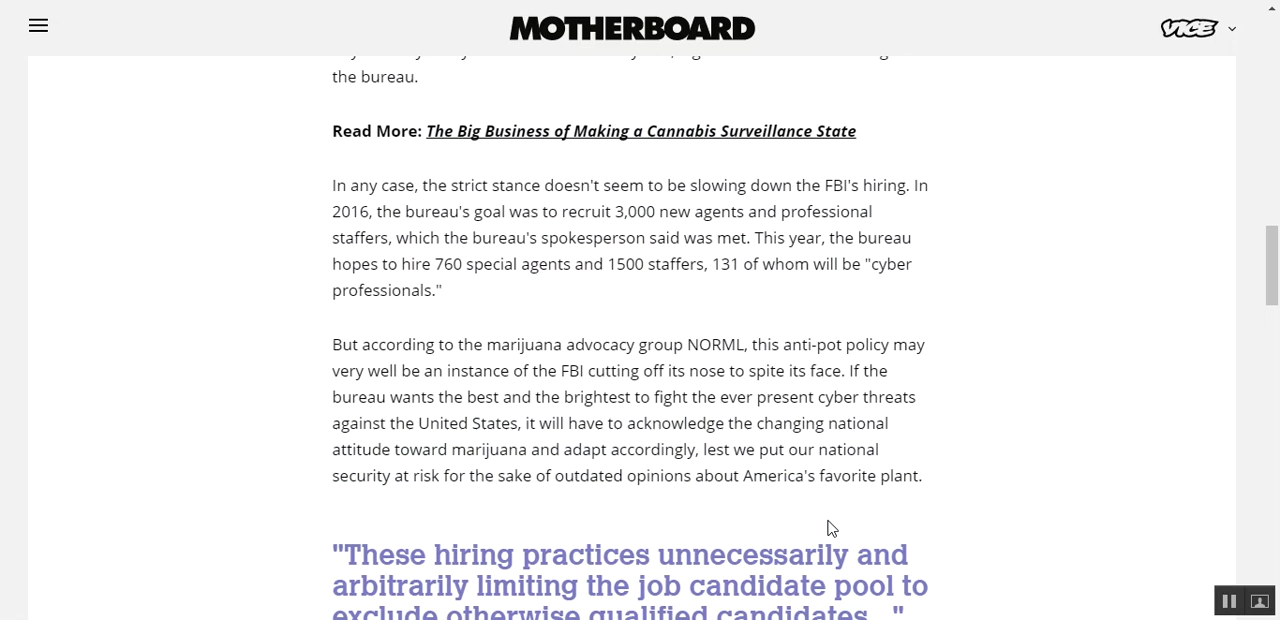 MOTHERBOARD
VICE
the bureau.
Read More: The Big Business of Making a Cannabis Surveillance State
In any case, the strict stance doesn't seem to be slowing down the FBI's hiring. In
2016, the bureau's goal was to recruit 3,000 new agents and professional
staffers, which the bureau's spokesperson said was met. This year, the bureau
hopes to hire 760 special agents and 1500 staffers, 131 of whom will be "cyber
professionals."
But according to the marijuana advocacy group NORML, this anti-pot policy may
very well be an instance of the FBI cutting off its nose to spite its face. If the
bureau wants the best and the brightest to fight the ever present cyber threats
against the United States, it will have to acknowledge the changing national
attitude toward marijuana and adapt accordingly, lest we put our national
security at risk for the sake of outdated opinions about America's favorite plant.
"These hiring practices unnecessarily and
arbitrarily limiting the job candidate pool to
exclude otherwise qualified candidates..."